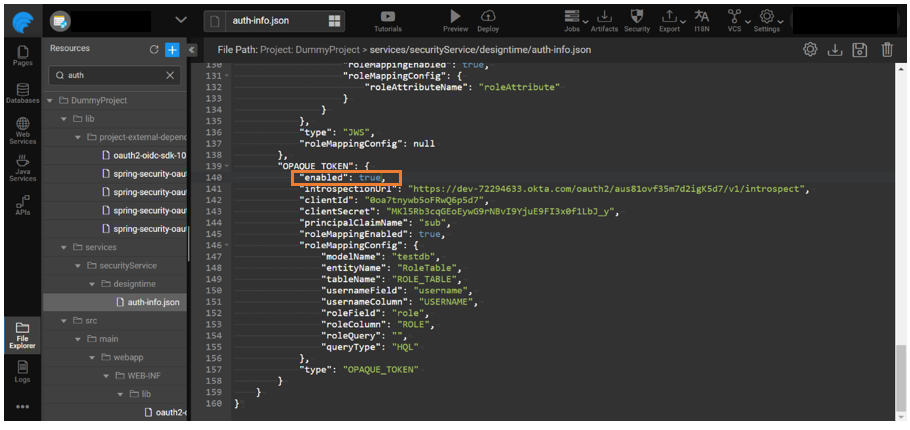 auth-info.json
Tutorials
Preview
Deploy
Jobs
Artifacts
Security
Export
I18N
VCS
Settings
Pages
Databases
Web
Services
Java
Services
APIs
File
Explorer
Logs
Resources
auth
DummyProject
lib
project-external-depend
oauth2-oidc-sdk-10
spring-security-oau
spring-security-oau
spring-security-oau
spring-security-oau
services
securityService
designtime
auth-info.json
src
main
webapp
WEB-INF
lib
oauth2-o
File Path: Project: DummyProject > services/securityService/designtime/auth-info.json
130 "roleMappingEnabled": true,
131 "roleMappingConfig": {
132 "roleAttributeName": "roleAttribute"
133 }
134 }
135 },
136 "type": "JWS",
137 "roleMappingConfig": null
138 },
139 "OPAQUE_TOKEN": {
140 "enabled": true,
141 "introspectionUrl": "https://dev-72294633.okta.com/oauth2/aus81ovf35m7d2igK5d7/v1/introspect",
142 "clientId": "0oa7tnywb5oFRwQ6p5d7",
143 "clientSecret": "MKl5Rb3cqGEoEywG9rNBvI9YjuE9FI3x0f1LbJ_y",
144 "principalClaimName": "sub",
145 "roleMappingEnabled": true,
146 "roleMappingConfig": {
147 "modelName": "testdb",
148 "entityName": "RoleTable",
149 "tableName": "ROLE_TABLE",
150 "usernameField": "username",
151 "usernameColumn": "USERNAME",
152 "roleField": "role",
153 "roleColumn": "ROLE",
154 "roleQuery": "",
155 "queryType": "HQL"
156 },
157 "type": "OPAQUE_TOKEN"
158 }
159 }
160 }